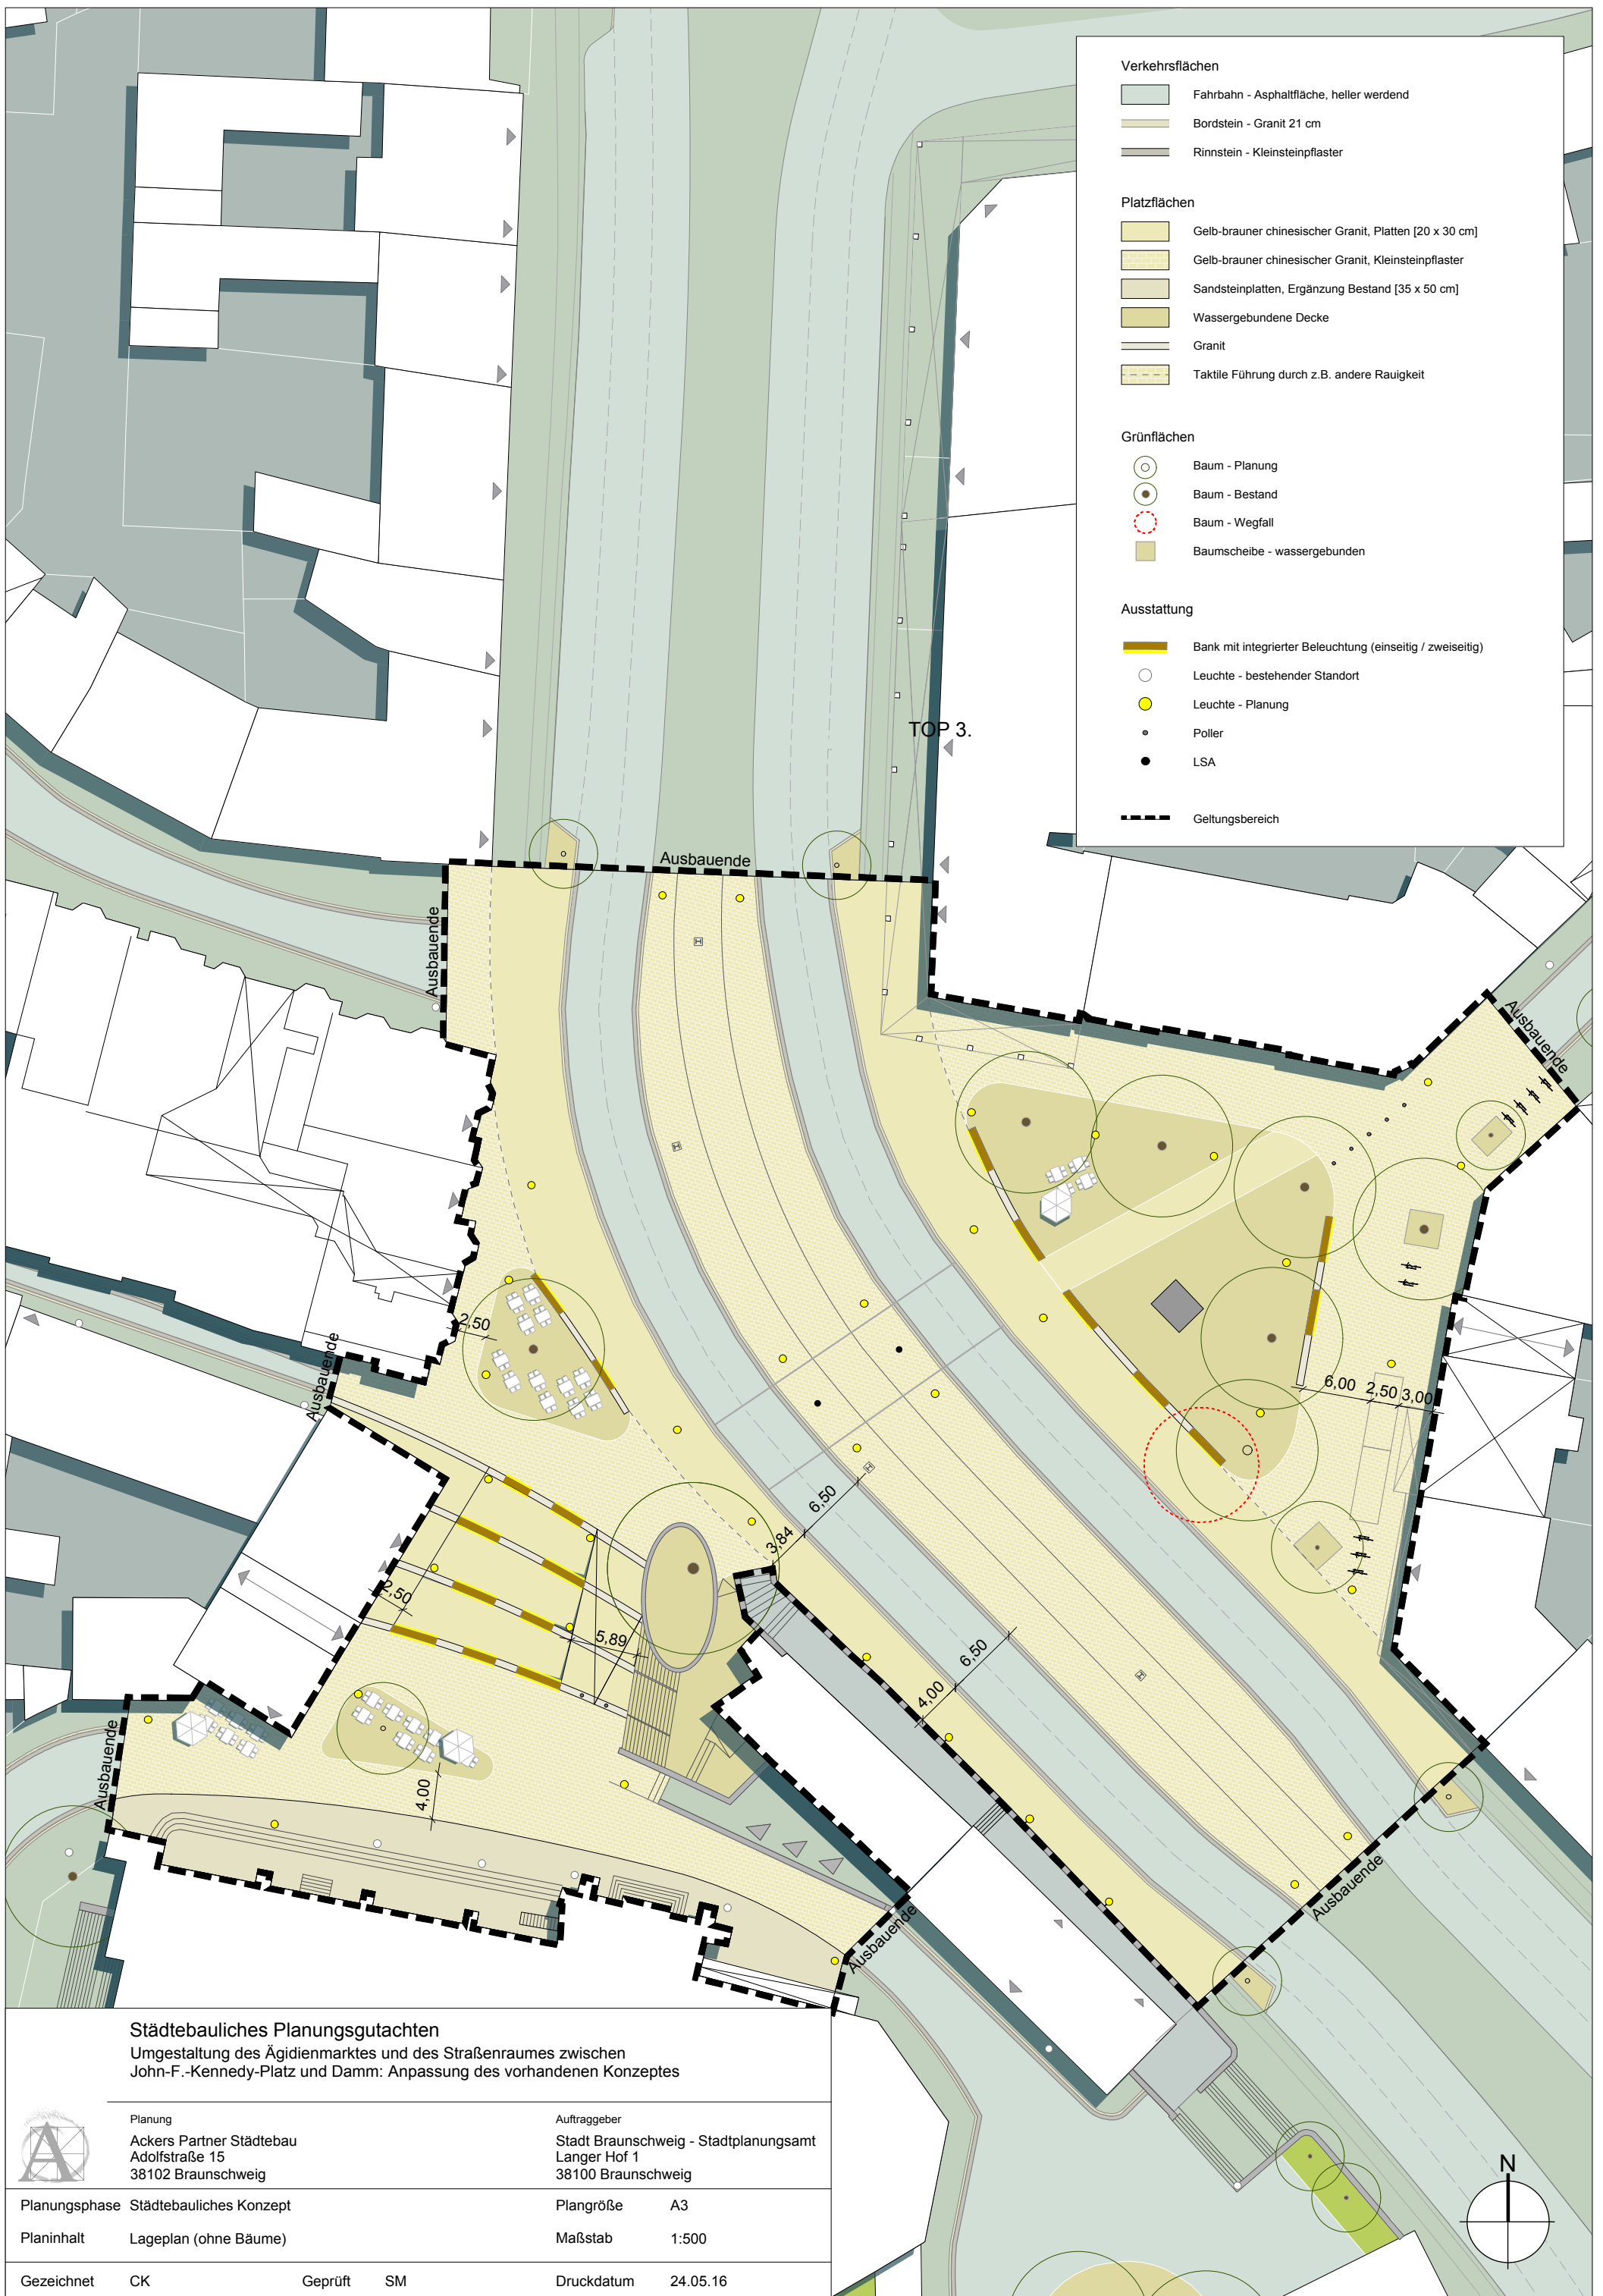 Verkehrsflächen
Fahrbahn - Asphaltfläche, heller werdend
Bordstein - Granit 21 cm
Rinnstein - Kleinsteinpflaster
Platzflächen
Gelb-brauner chinesischer Granit, Platten [20 x 30 cm]
Gelb-brauner chinesischer Granit, Kleinsteinpflaster
Sandsteinplatten, Ergänzung Bestand [35 x 50 cm]
Wassergebundene Decke
Granit
Taktile Führung durch z.B. andere Rauigkeit
Grünflächen
Baum - Planung
Baum - Bestand
Baum - Wegfall
Baumscheibe - wassergebunden
Ausstattung
Bank mit integrierter Beleuchtung (einseitig / zweiseitig)
Leuchte - bestehender Standort
Leuchte - Planung
Poller
LSA
Geltungsbereich
TOP 3.
Ausbauende
Ausbauende
Ausbauende
H
H
2,50
Ausbauende
6,00 2,50 3,00
H
6,50
3,84
2,50
5,89
6,50
4,00
H
Ausbauende
4,00
Ausbauende
Ausbauende
N
Städtebauliches Planungsgutachten
Umgestaltung des Ägidienmarktes und des Straßenraumes zwischen
John-F.-Kennedy-Platz und Damm: Anpassung des vorhandenen Konzeptes
A
Planung
Ackers Partner Städtebau
Adolfstraße 15
38102 Braunschweig
Auftraggeber
Stadt Braunschweig - Stadtplanungsamt
Langer Hof 1
38100 Braunschweig
Planungsphase Städtebauliches Konzept Plangröße A3
Planinhalt Lageplan (ohne Bäume) Maßstab 1:500
Gezeichnet CK Geprüft SM Druckdatum 24.05.16